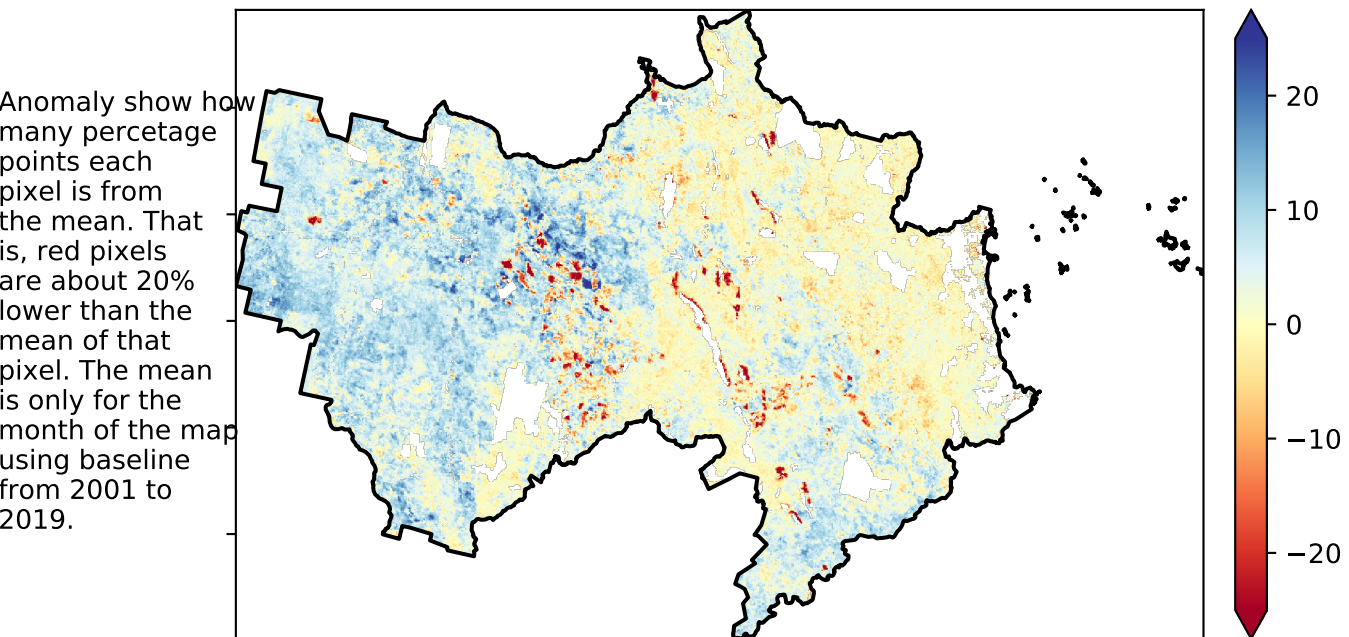 Anomaly show how
many percetage
points each
pixel is from
the mean. That
is, red pixels
are about 20%
lower than the
mean of that
pixel. The mean
is only for the
month of the map
using baseline
from 2001 to
2019.
20
10
0
−10
−20